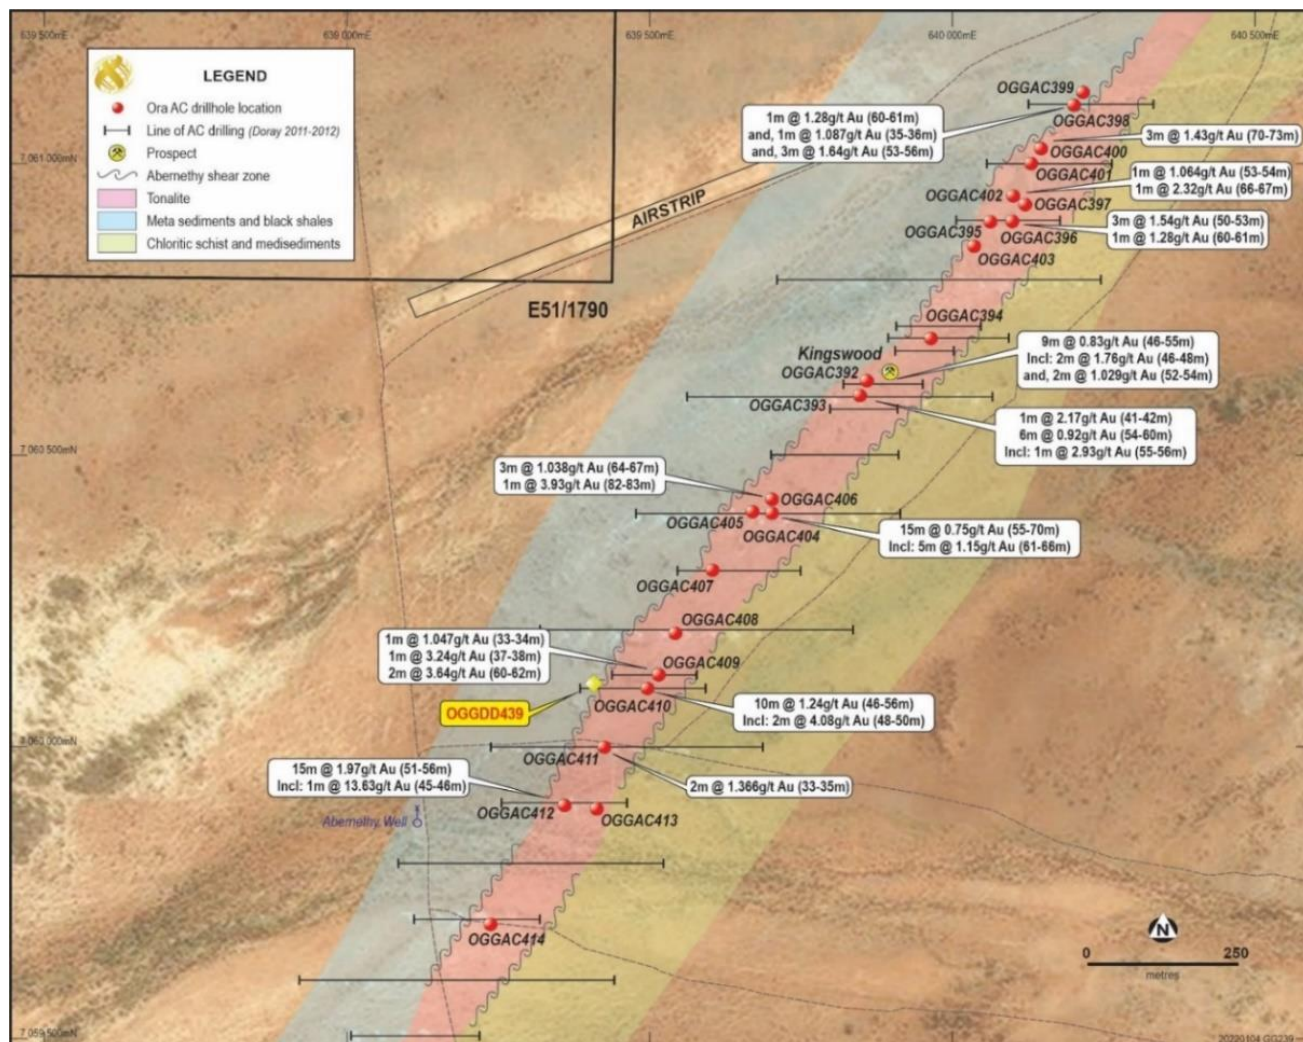 639 500mE
639 000mE
639 500mE
640 000mE
640 500mE
LEGEND
Ora AC drillhole location
Line of AC drilling (Doray 2011-2012)
Prospect
Abernethy shear zone
Tonalite
Meta sediments and black shales
Chloritic schist and medisediments
7,061 000mN
AIRSTRIP
E51/1790
1m @ 1.28g/t Au (60-61m)
and, 1m @ 1.087g/t Au (35-36m)
and, 3m @ 1.64g/t Au (53-56m)
OGGAC399
OGGAC398
3m @ 1.43g/t Au (70-73m)
OGGAC400
OGGAC401
1m @ 1.064g/t Au (53-54m)
1m @ 2.32g/t Au (66-67m)
OGGAC402
OGGAC397
3m @ 1.54g/t Au (50-53m)
1m @ 1.28g/t Au (60-61m)
OGGAC395
OGGAC396
OGGAC403
OGGAC394
Kingswood
OGGAC392
9m @ 0.83g/t Au (46-55m)
Incl: 2m @ 1.76g/t Au (46-48m)
and, 2m @ 1.029g/t Au (52-54m)
OGGAC393
1m @ 2.17g/t Au (41-42m)
6m @ 0.92g/t Au (54-60m)
Incl: 1m @ 2.93g/t Au (55-56m)
7,060 500mN
3m @ 1.038g/t Au (64-67m)
1m @ 3.93g/t Au (82-83m)
OGGAC406
OGGAC405
OGGAC404
15m @ 0.75g/t Au (55-70m)
Incl: 5m @ 1.15g/t Au (61-66m)
OGGAC407
OGGAC408
1m @ 1.047g/t Au (33-34m)
1m @ 3.24g/t Au (37-38m)
2m @ 3.64g/t Au (60-62m)
OGGAC409
OGGDD439
OGGAC410
10m @ 1.24g/t Au (46-56m)
Incl: 2m @ 4.08g/t Au (48-50m)
000mN
OGGAC411
15m @ 1.97g/t Au (51-56m)
Incl: 1m @ 13.63g/t Au (45-46m)
2m @ 1.366g/t Au (33-35m)
OGGAC412
OGGAC413
Abernethy Well
OGGAC414
N
0 250
metres
7,059 500mN
20220104 GG239